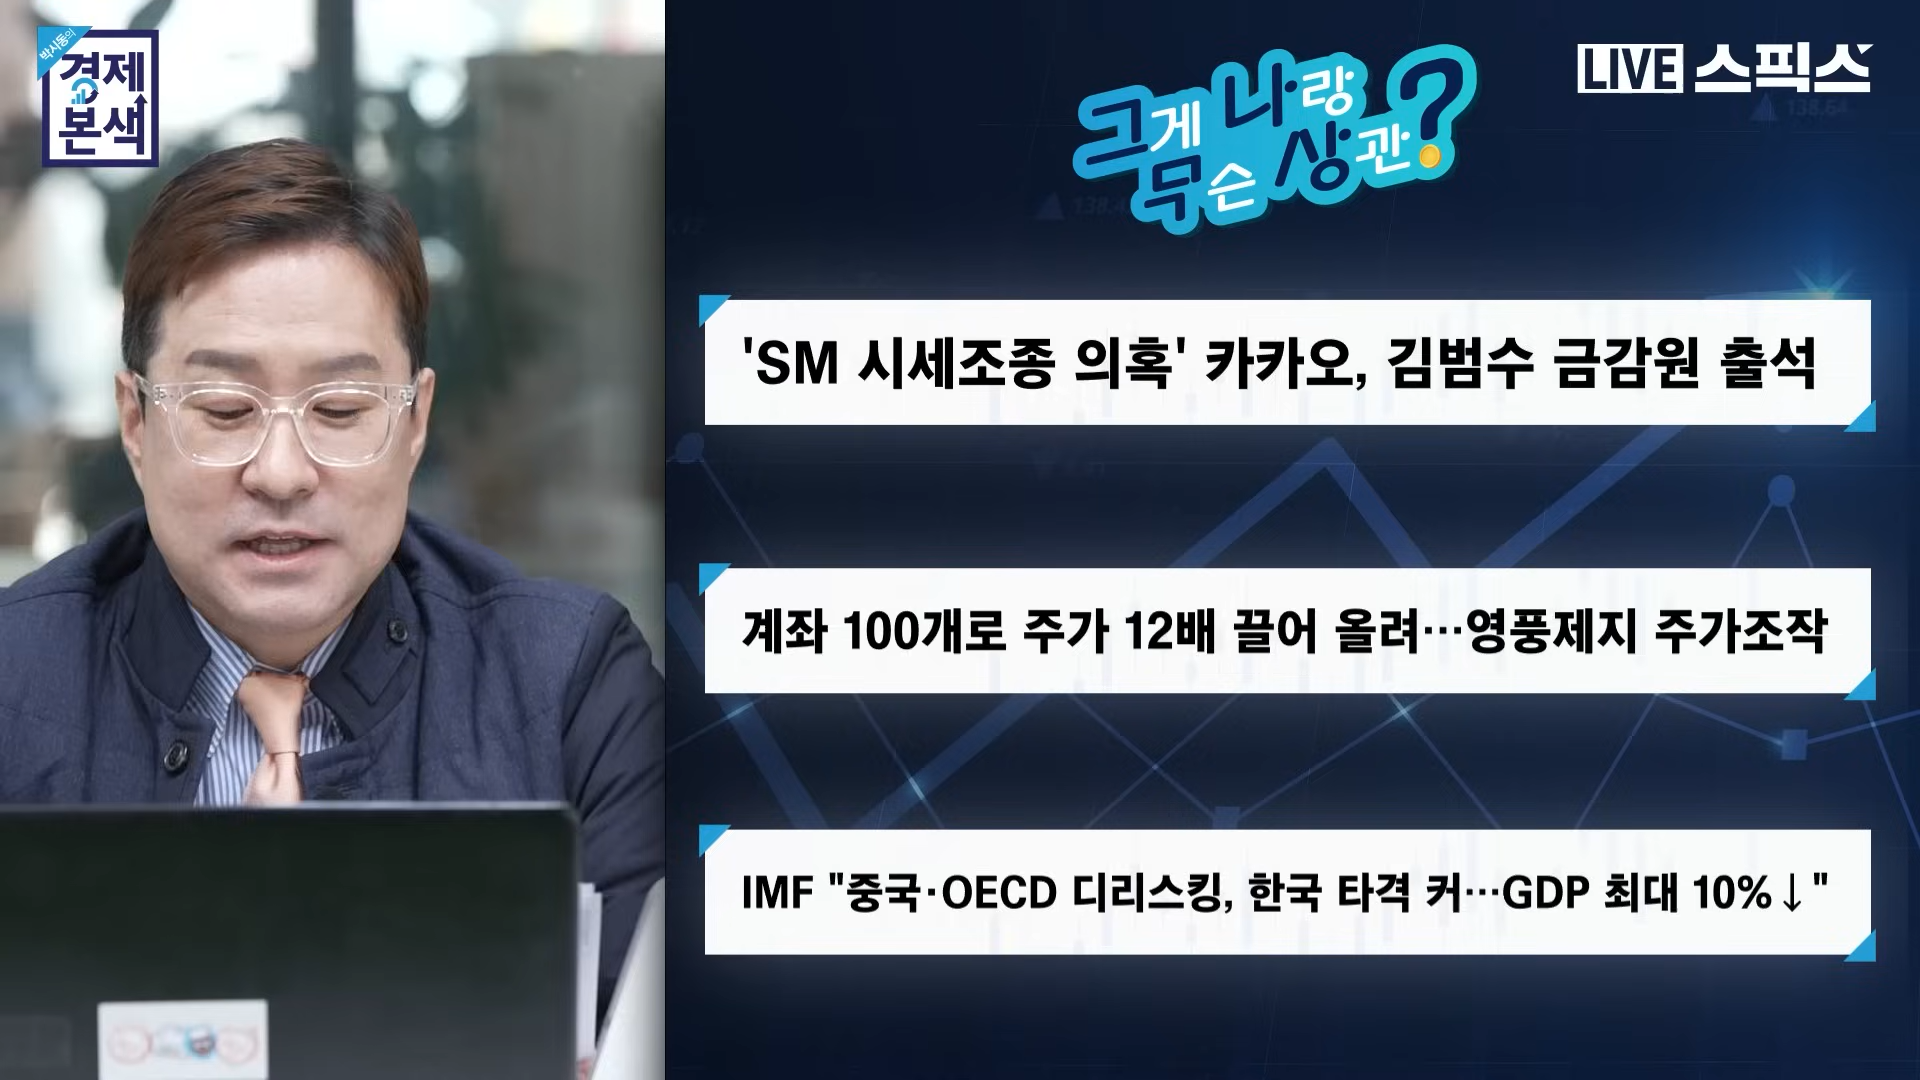 박시동의
경제
본색
그게 나랑
무슨 상관?
LIVE 스픽스
'SM 시세조종 의혹' 카카오, 김범수 금감원 출석
계좌 100개로 주가 12배 끌어 올려…영풍제지 주가조작
IMF "중국·OECD 디리스킹, 한국 타격 커…GDP 최대 10%↓"